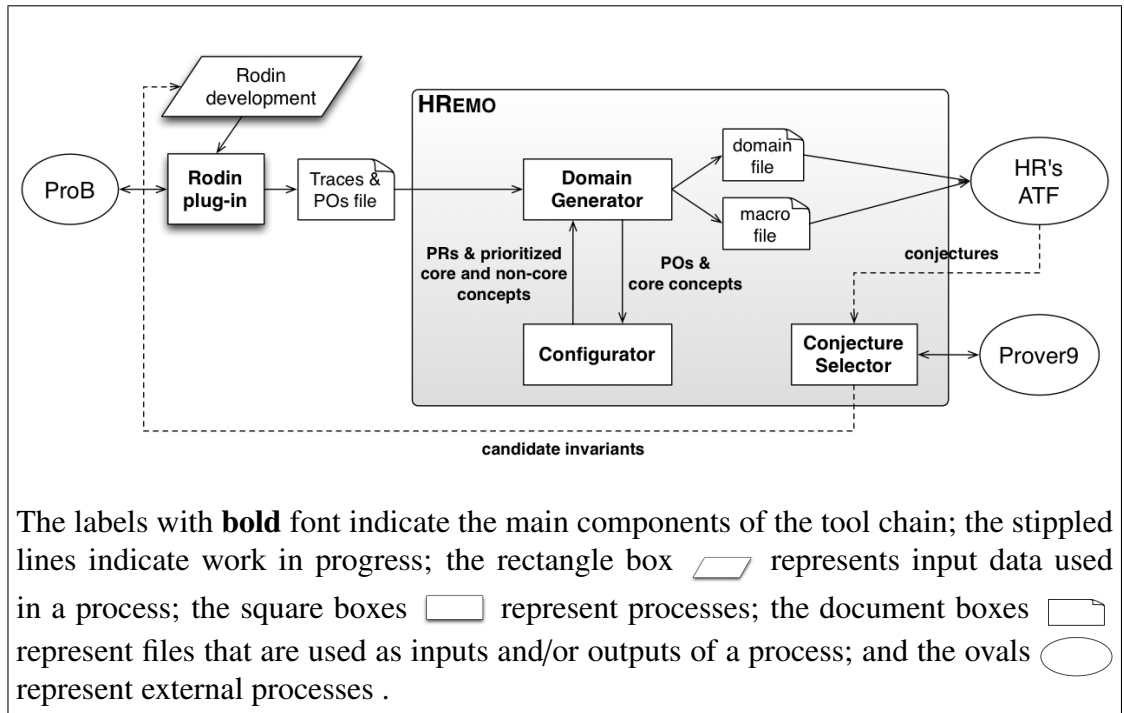 Rodin
development
HREMO
ProB
Rodin
plug-in
Traces &
POs file
Domain
Generator
domain
file
macro
file
HR's
ATF
PRs & prioritized
core and non-core
concepts
POs &
core concepts
conjectures
Configurator
Conjecture
Selector
Prover9
candidate invariants
The labels with bold font indicate the main components of the tool chain; the stippled
lines indicate work in progress; the rectangle box represents input data used
in a process; the square boxes represent processes; the document boxes
represent files that are used as inputs and/or outputs of a process; and the ovals
represent external processes .